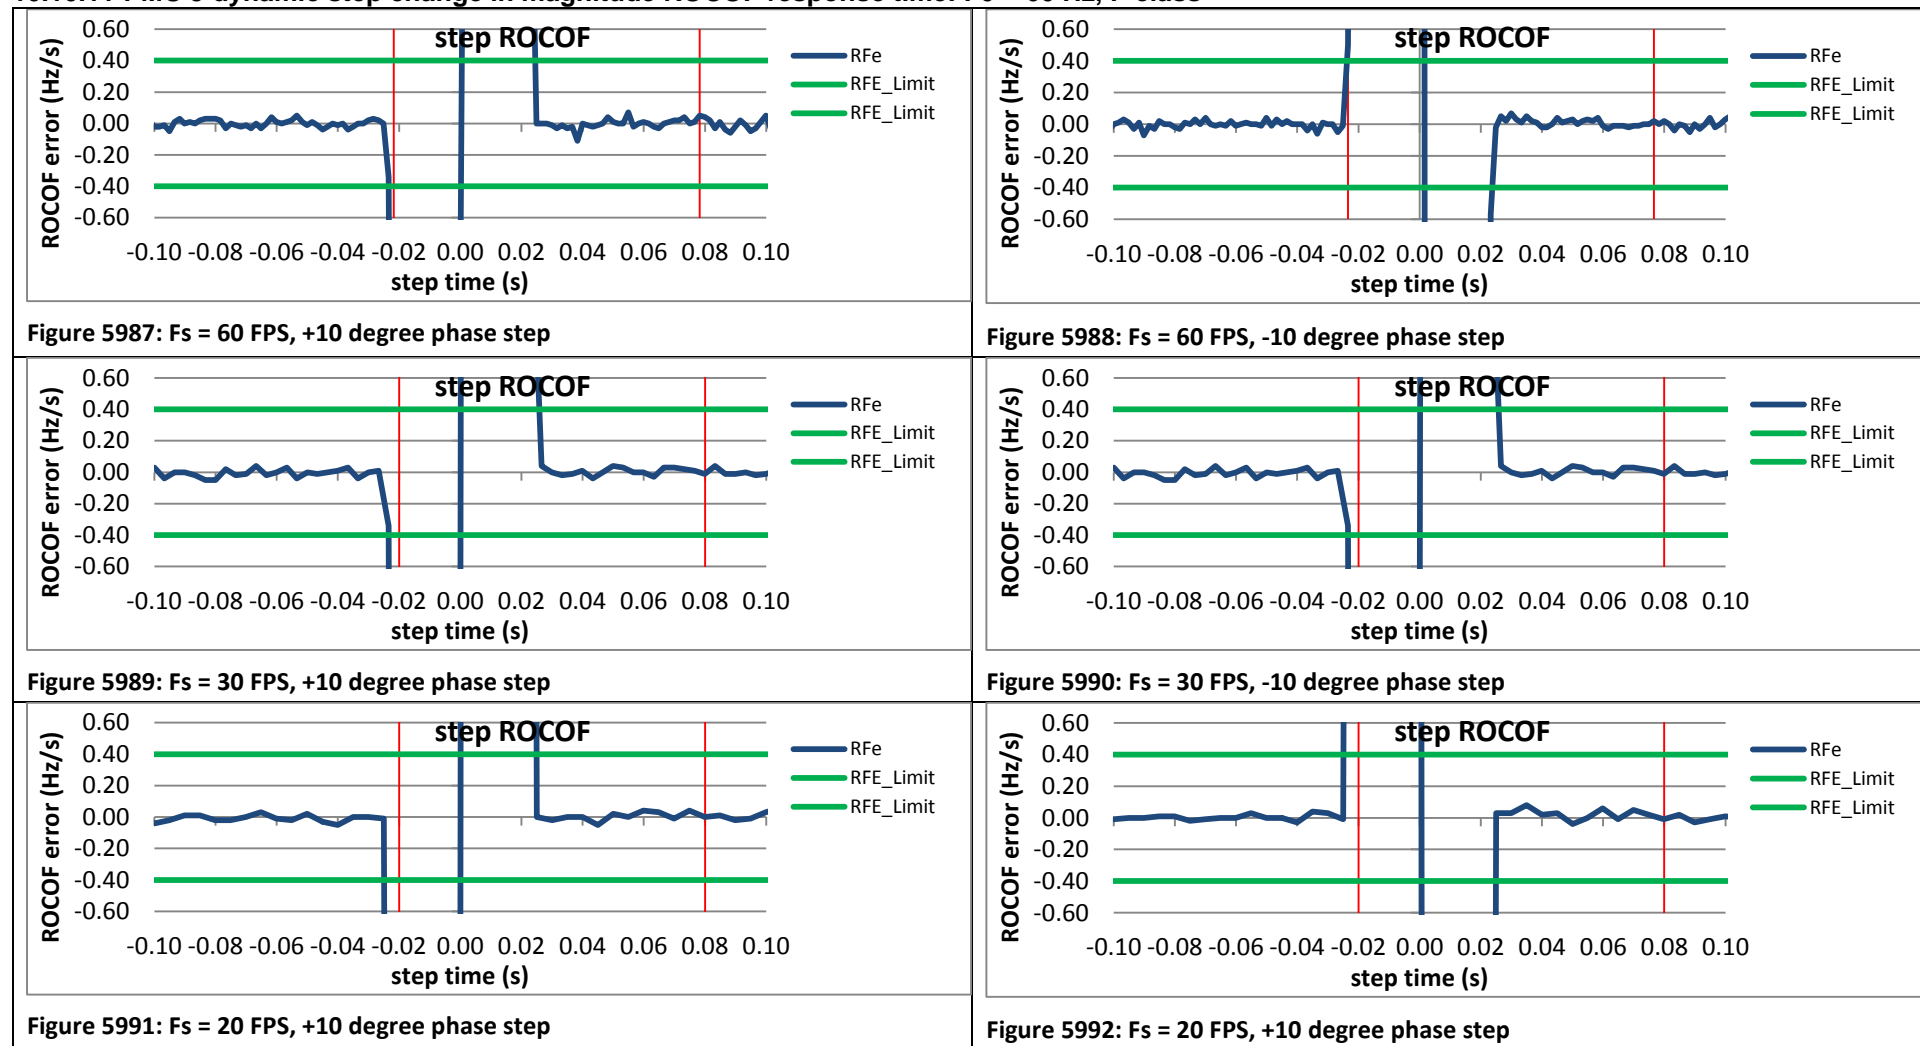 step ROCOF
0.60
0.40
0.20
0.00
-0.20
-0.40
-0.60
ROCOF error (Hz/s)
-0.10 -0.08 -0.06 -0.04 -0.02 0.00 0.02 0.04 0.06 0.08 0.10
step time (s)
RFe
RFE_Limit
RFE_Limit
Figure 5987: Fs = 60 FPS, +10 degree phase step
step ROCOF
0.60
0.40
0.20
0.00
-0.20
-0.40
-0.60
ROCOF error (Hz/s)
-0.10 -0.08 -0.06 -0.04 -0.02 0.00 0.02 0.04 0.06 0.08 0.10
step time (s)
RFe
RFE_Limit
RFE_Limit
Figure 5988: Fs = 60 FPS, -10 degree phase step
step ROCOF
0.60
0.40
0.20
0.00
-0.20
-0.40
-0.60
ROCOF error (Hz/s)
-0.10 -0.08 -0.06 -0.04 -0.02 0.00 0.02 0.04 0.06 0.08 0.10
step time (s)
RFe
RFE_Limit
RFE_Limit
Figure 5989: Fs = 30 FPS, +10 degree phase step
step ROCOF
0.60
0.40
0.20
0.00
-0.20
-0.40
-0.60
ROCOF error (Hz/s)
-0.10 -0.08 -0.06 -0.04 -0.02 0.00 0.02 0.04 0.06 0.08 0.10
step time (s)
RFe
RFE_Limit
RFE_Limit
Figure 5990: Fs = 30 FPS, -10 degree phase step
step ROCOF
0.60
0.40
0.20
0.00
-0.20
-0.40
-0.60
ROCOF error (Hz/s)
-0.10 -0.08 -0.06 -0.04 -0.02 0.00 0.02 0.04 0.06 0.08 0.10
step time (s)
RFe
RFE_Limit
RFE_Limit
Figure 5991: Fs = 20 FPS, +10 degree phase step
step ROCOF
0.60
0.40
0.20
0.00
-0.20
-0.40
-0.60
ROCOF error (Hz/s)
-0.10 -0.08 -0.06 -0.04 -0.02 0.00 0.02 0.04 0.06 0.08 0.10
step time (s)
RFe
RFE_Limit
RFE_Limit
Figure 5992: Fs = 20 FPS, +10 degree phase step